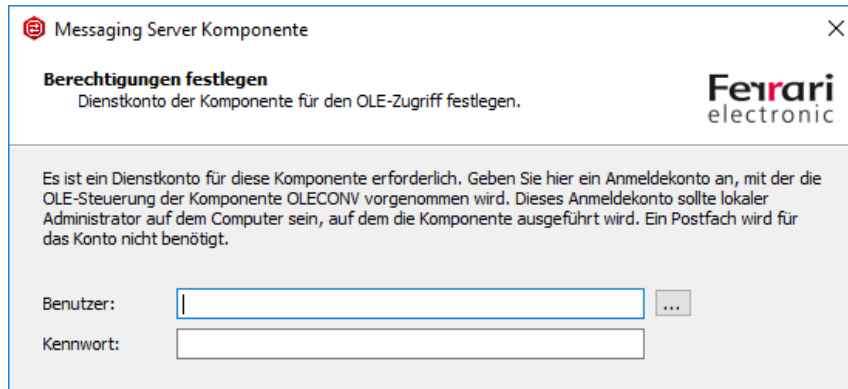 Messaging Server Komponente
Berechtigungen festlegen
Dienstkonto der Komponente für den OLE-Zugriff festlegen.
Ferrari
electronic
Es ist ein Dienstkonto für diese Komponente erforderlich. Geben Sie hier ein Anmeldekonto an, mit der die
OLE-Steuerung der Komponente OLECONV vorgenommen wird. Dieses Anmeldekonto sollte lokaler
Administrator auf dem Computer sein, auf dem die Komponente ausgeführt wird. Ein Postfach wird für
das Konto nicht benötigt.
Benutzer:
...
Kennwort: